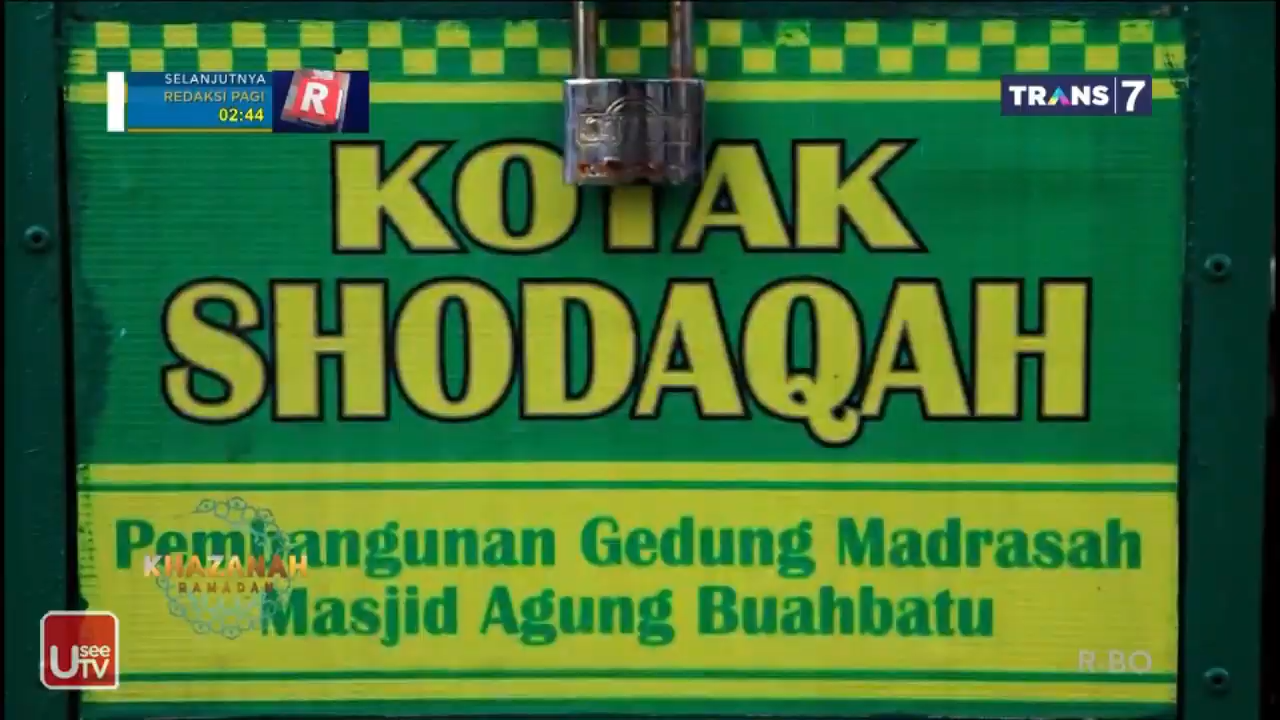 SELANJUTNYA
REDAKSI PAGI
02:44
R
TRANS 7
KOTAK
SHODAQAH
Pembangunan Gedung Madrasah
Masjid Agung Buahbatu
KHAZANAH
RAMADAN
USeeTV
R-BO